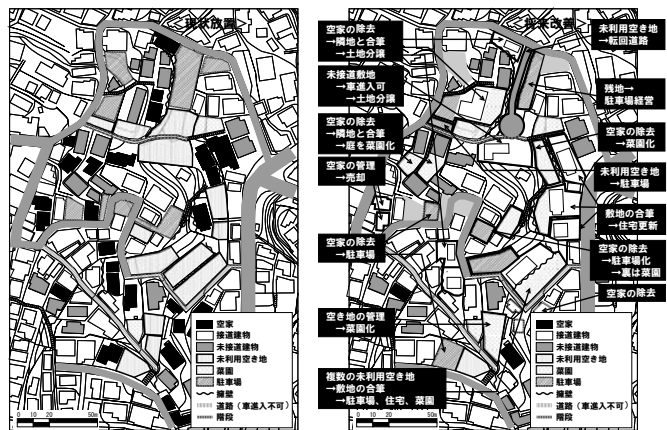 ＜現状放置＞
空家
接道建物
未接道建物
未利用空き地
菜園
駐車場
擁壁
道路（車進入不可）
階段
0 10 20 50m
＜将来改善＞
空家の除去
→隣地と合筆
→土地分譲
未接道敷地
→車進入可
→土地分譲
空家の除去
→隣地と合筆
→庭を菜園化
空家の管理
→売却
空家の除去
→駐車場
空き地の管理
→菜園化
複数の未利用空き地
→敷地の合筆
→駐車場、住宅、菜園
未利用空き地
→転回道路
残地→
駐車場経営
空家の除去
→菜園化
未利用空き地
→駐車場
敷地の合筆
→住宅更新
空家の除去
→駐車場化
→裏は菜園
空家の除去
空家
接道建物
未接道建物
未利用空き地
菜園
駐車場
擁壁
道路（車進入不可）
階段
0 10 20 50m